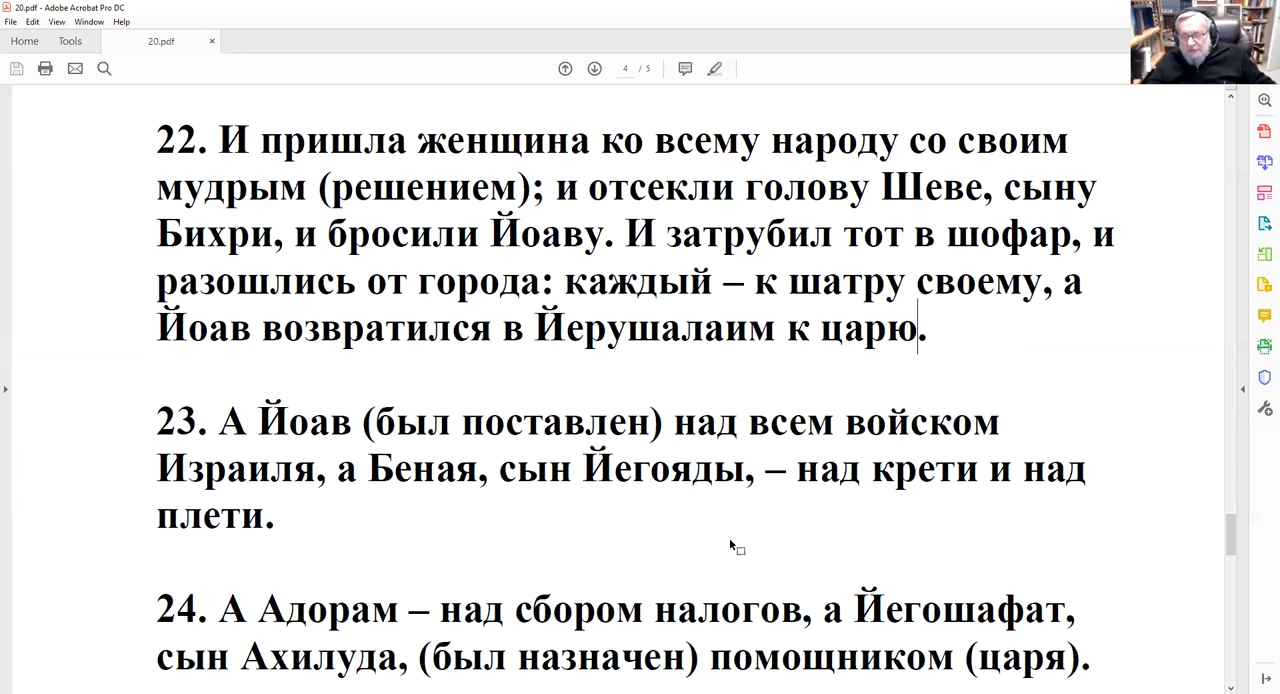 20.pdf - Adobe Acrobat Pro DC
File Edit View Window Help
Home Tools 20.pdf ×
4 / 5
22. И пришла женщина ко всему народу со своим
мудрым (решением); и отсекли голову Шеве, сыну
Бихри, и бросили Йоаву. И затрубил тот в шофар, и
разошлись от города: каждый – к шатру своему, а
Йоав возвратился в Йерушалаим к царю.
23. А Йоав (был поставлен) над всем войском
Израиля, а Беная, сын Йегояды, – над крети и над
плети.
24. А Адорам – над сбором налогов, а Йегошафат,
сын Ахилуда, (был назначен) помощником (царя).